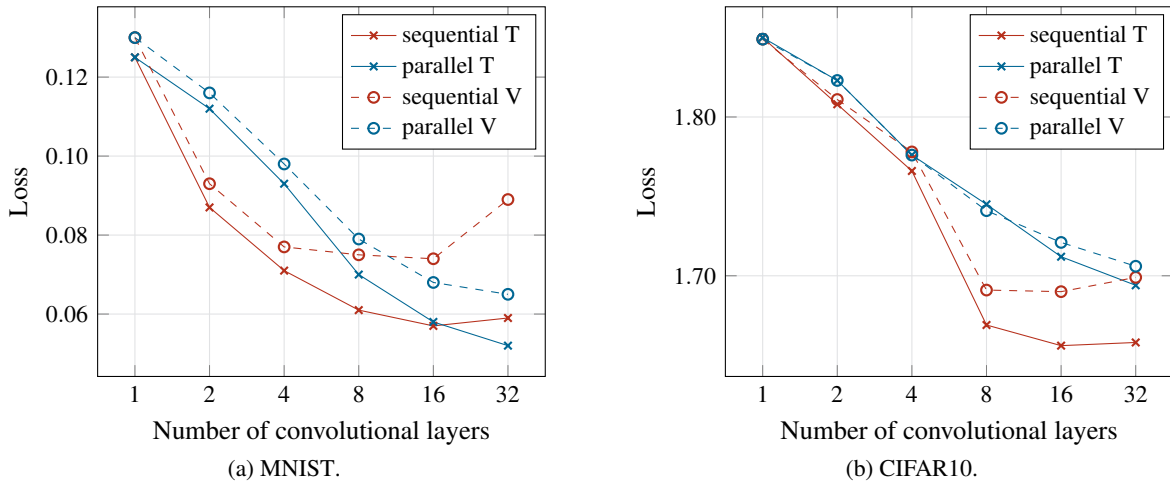 0.12
0.10
0.08
0.06
Loss
1 2 4 8 16 32
Number of convolutional layers
sequential T
parallel T
sequential V
parallel V
(a) MNIST.
1.80
1.70
Loss
1 2 4 8 16 32
Number of convolutional layers
sequential T
parallel T
sequential V
parallel V
(b) CIFAR10.